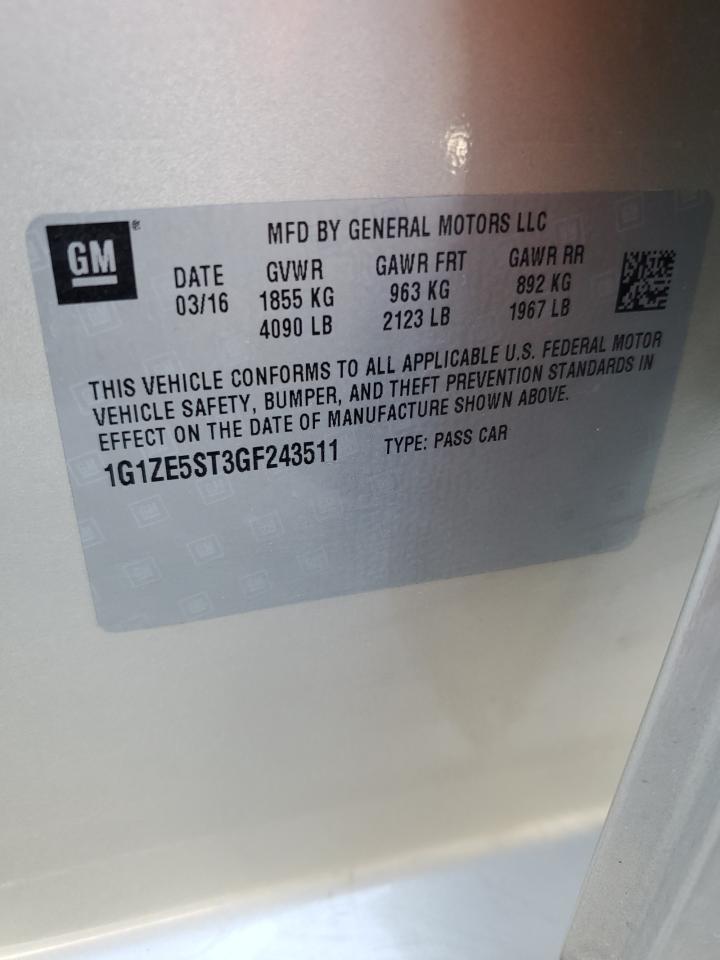 GM®
MFD BY GENERAL MOTORS LLC
DATE GVWR GAWR FRT GAWR RR
03/16 1855 KG 963 KG 892 KG
4090 LB 2123 LB 1967 LB
THIS VEHICLE CONFORMS TO ALL APPLICABLE U.S. FEDERAL MOTOR
VEHICLE SAFETY, BUMPER, AND THEFT PREVENTION STANDARDS IN
EFFECT ON THE DATE OF MANUFACTURE SHOWN ABOVE.
1G1ZE5ST3GF243511 TYPE: PASS CAR